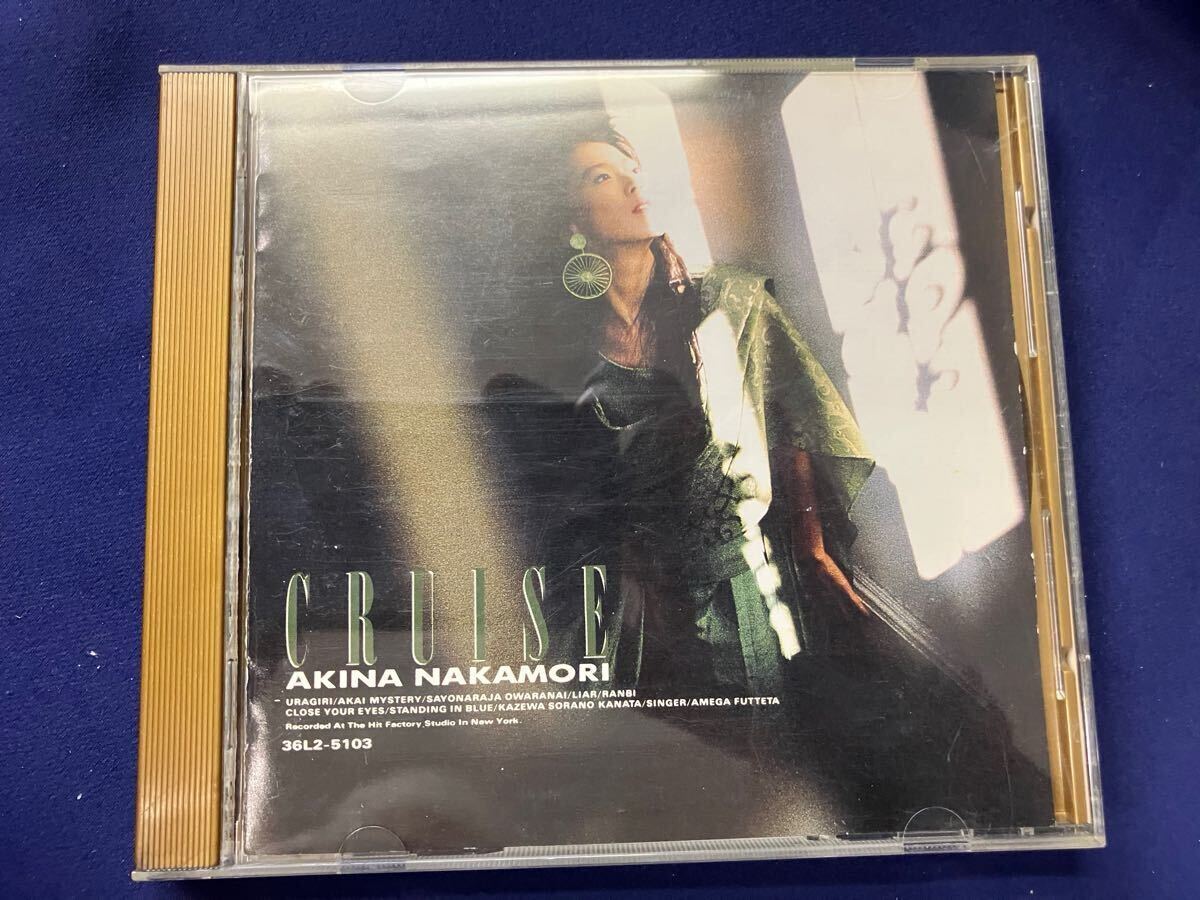 CRUISE
AKINA NAKAMORI
URAGIRI/AKAI MYSTERY/SAYONARAJA OWARANAI/LIAR/RANBI
CLOSE YOUR EYES/STANDING IN BLUE/KAZEWA SORANO KANATA/SINGER/AMEGA FUTTETA
Recorded At The Hit Factory Studio In New York.
36L2-5103